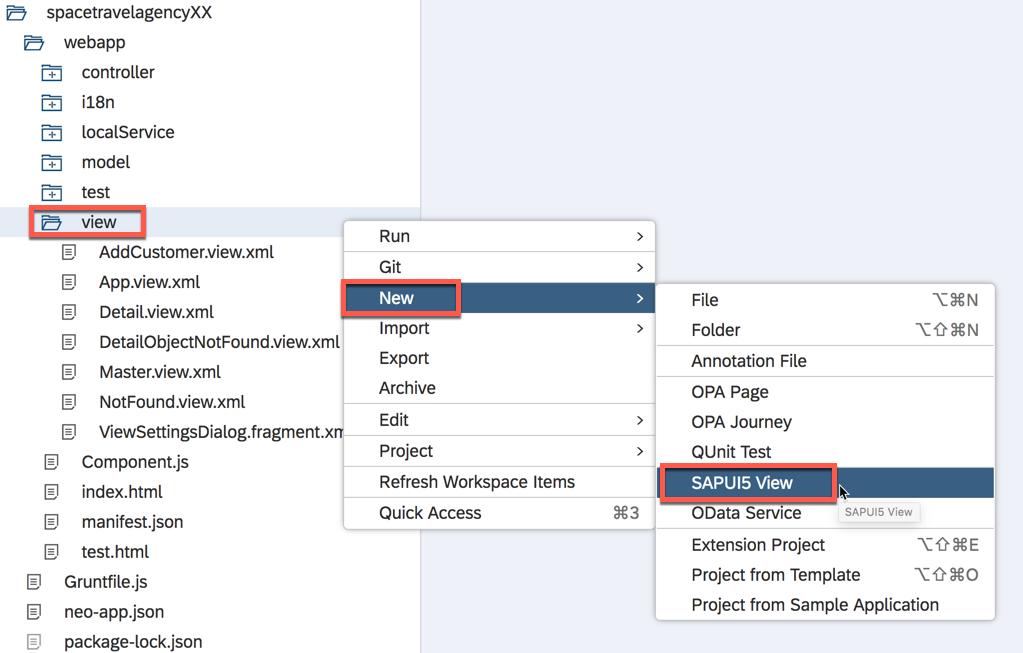 spacetravelagencyXX
webapp
controller
i18n
localService
model
test
view
AddCustomer.view.xml
App.view.xml
Detail.view.xml
DetailObjectNotFound.view.xml
Master.view.xml
NotFound.view.xml
ViewSettingsDialog.fragment.xm
Component.js
index.html
manifest.json
test.html
Gruntfile.js
neo-app.json
package-lock.json
Run
Git
New
Import
Export
Archive
Edit
Project
Refresh Workspace Items
Quick Access ⌘3
File ⌥⌘N
Folder ⌥⇧⌘N
Annotation File
OPA Page
OPA Journey
QUnit Test
SAPUI5 View
OData Service
SAPUI5 View
Extension Project ⌥⇧⌘E
Project from Template ⌥⇧⌘O
Project from Sample Application